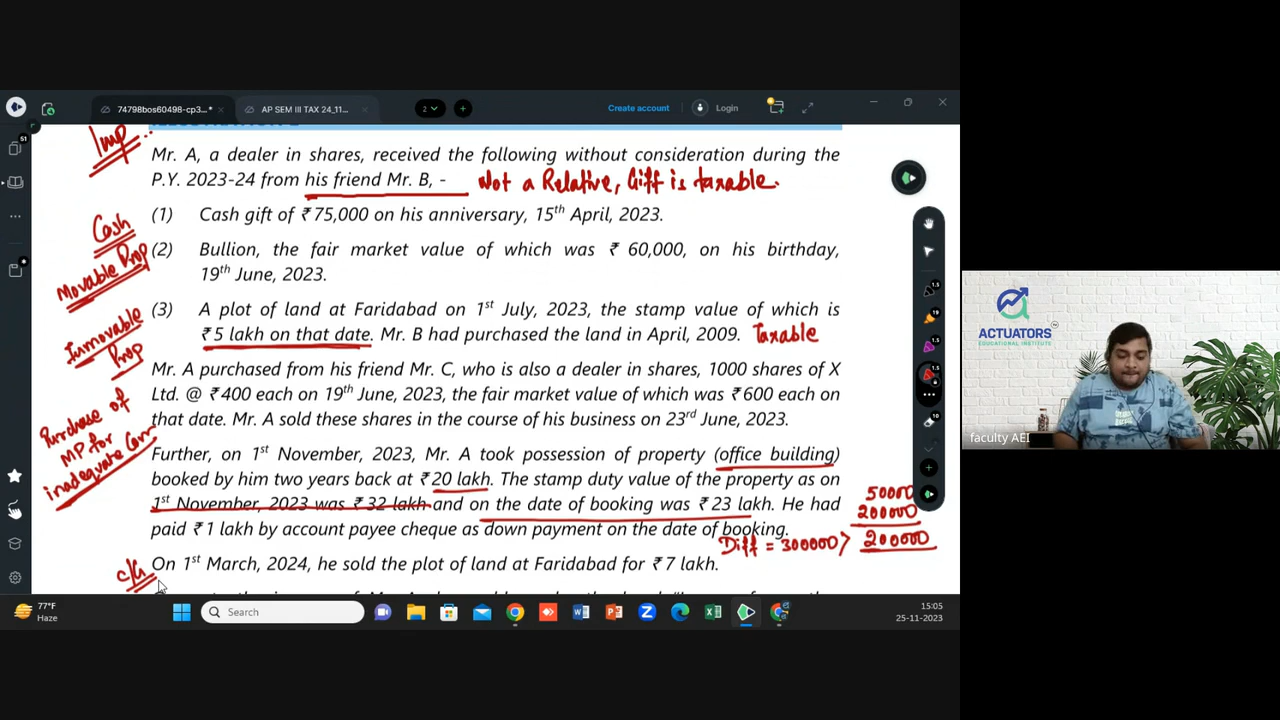 74798bos60498-cp3...*
AP SEM III TAX 24_11...
2
Create account
Login
51
Imp
Mr. A, a dealer in shares, received the following without consideration during the
P.Y. 2023-24 from his friend Mr. B, - Not a Relative, Gift is taxable.
(1) Cash gift of ₹ 75,000 on his anniversary, 15th April, 2023.
Cash
(2) Bullion, the fair market value of which was ₹ 60,000, on his birthday,
19th June, 2023.
Movable Prop
(3) A plot of land at Faridabad on 1st July, 2023, the stamp value of which is
₹ 5 lakh on that date. Mr. B had purchased the land in April, 2009. Taxable
Immovable
Prop
Mr. A purchased from his friend Mr. C, who is also a dealer in shares, 1000 shares of X
Ltd. @ ₹ 400 each on 19th June, 2023, the fair market value of which was ₹ 600 each on
that date. Mr. A sold these shares in the course of his business on 23rd June, 2023.
Purchase of
MP for
inadequate Con
Further, on 1st November, 2023, Mr. A took possession of property (office building)
booked by him two years back at ₹ 20 lakh. The stamp duty value of the property as on
1st November, 2023 was ₹ 32 lakh and on the date of booking was ₹ 23 lakh. He had
paid ₹ 1 lakh by account payee cheque as down payment on the date of booking.
50000
200000
Diff = 300000 > 200000
On 1st March, 2024, he sold the plot of land at Faridabad for ₹ 7 lakh.
1.5
19
1.5
1.5
10
ACTUATORS
EDUCATIONAL INSTITUTE
faculty AEI
77°F
Haze
Search
15:05
25-11-2023